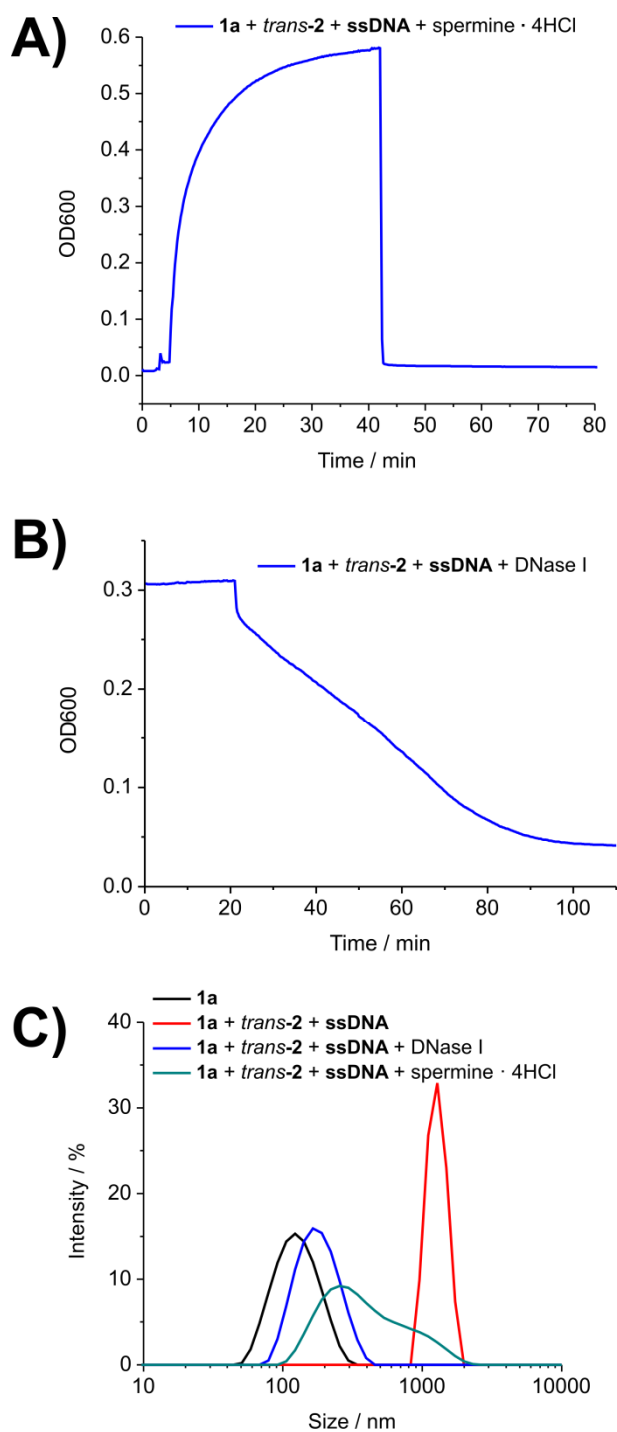 A)
1a + trans-2 + ssDNA + spermine · 4HCl
0.6
0.5
0.4
0.3
0.2
0.1
0.0
OD600
0 10 20 30 40 50 60 70 80
Time / min
B)
1a + trans-2 + ssDNA + DNase I
0.3
0.2
0.1
0.0
OD600
0 20 40 60 80 100
Time / min
C)
1a
1a + trans-2 + ssDNA
1a + trans-2 + ssDNA + DNase I
1a + trans-2 + ssDNA + spermine · 4HCl
40
30
20
10
0
Intensity / %
10 100 1000 10000
Size / nm